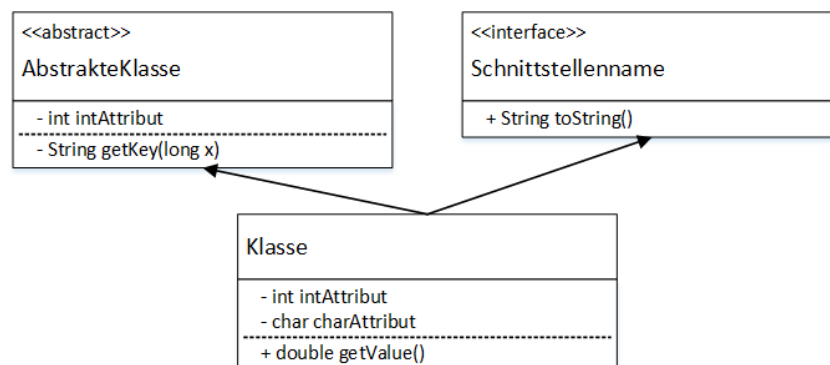 <<abstract>>
AbstrakteKlasse
- int intAttribut
- String getKey(long x)
<<interface>>
Schnittstellenname
+ String toString()
Klasse
- int intAttribut
- char charAttribut
+ double getValue()